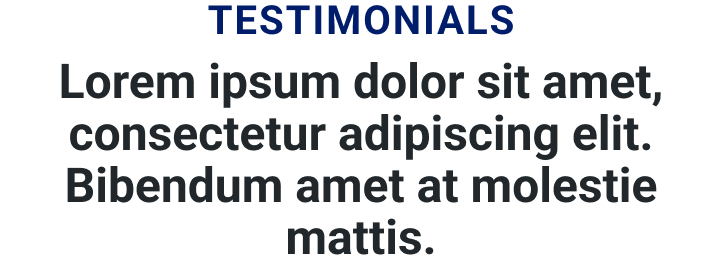 TESTIMONIALS
Lorem ipsum dolor sit amet,
consectetur adipiscing elit.
Bibendum amet at molestie
mattis.